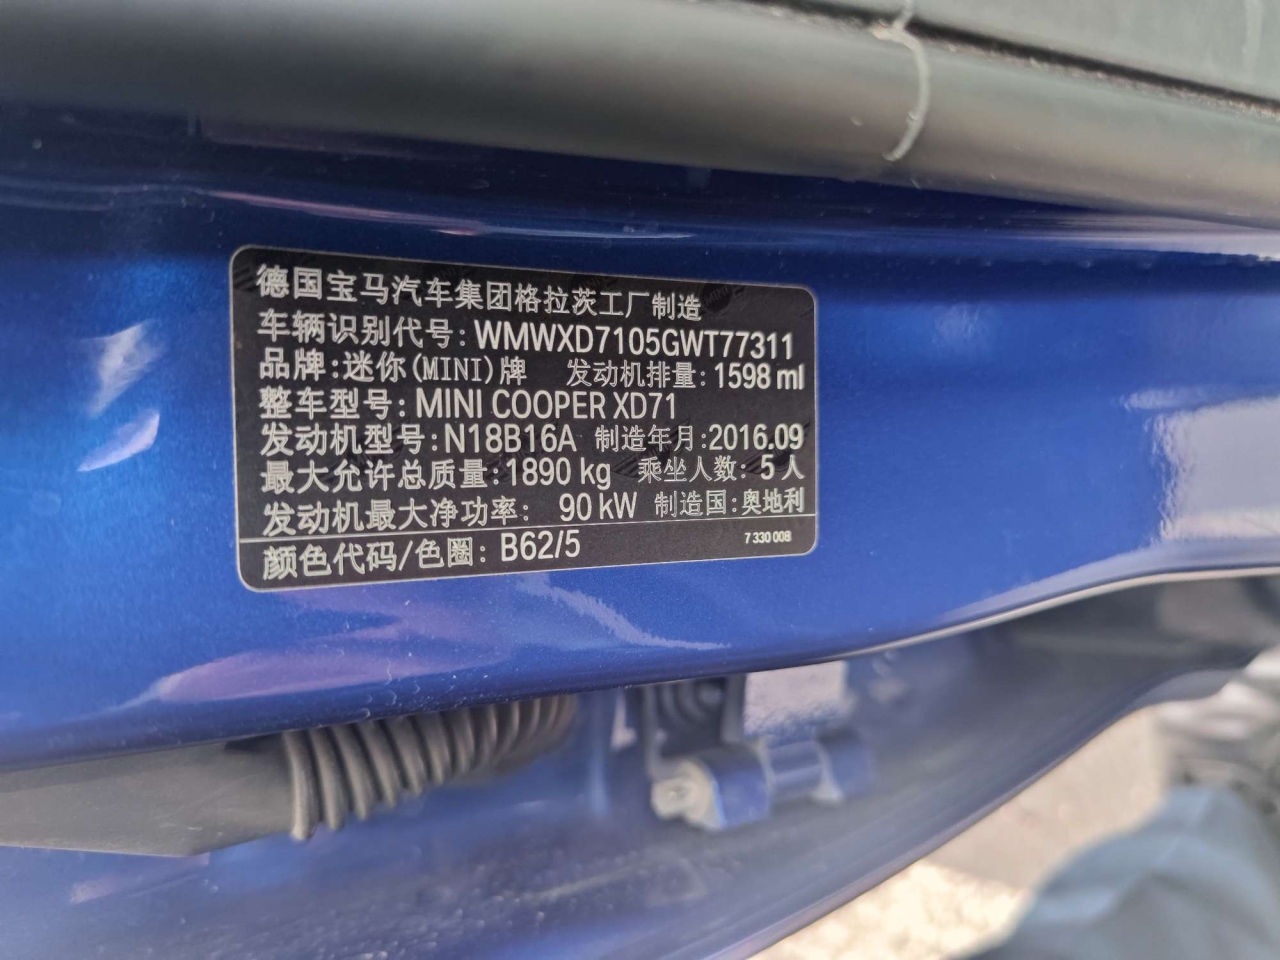 德国宝马汽车集团格拉茨工厂制造
车辆识别代号: WMWXD7105GWT77311
品牌: 迷你(MINI)牌 发动机排量: 1598 ml
整车型号: MINI COOPER XD71
发动机型号: N18B16A 制造年月: 2016.09
最大允许总质量: 1890 kg 乘坐人数: 5 人
发动机最大净功率: 90 kW 制造国: 奥地利
颜色代码/色圈: B62/5 7 330 008